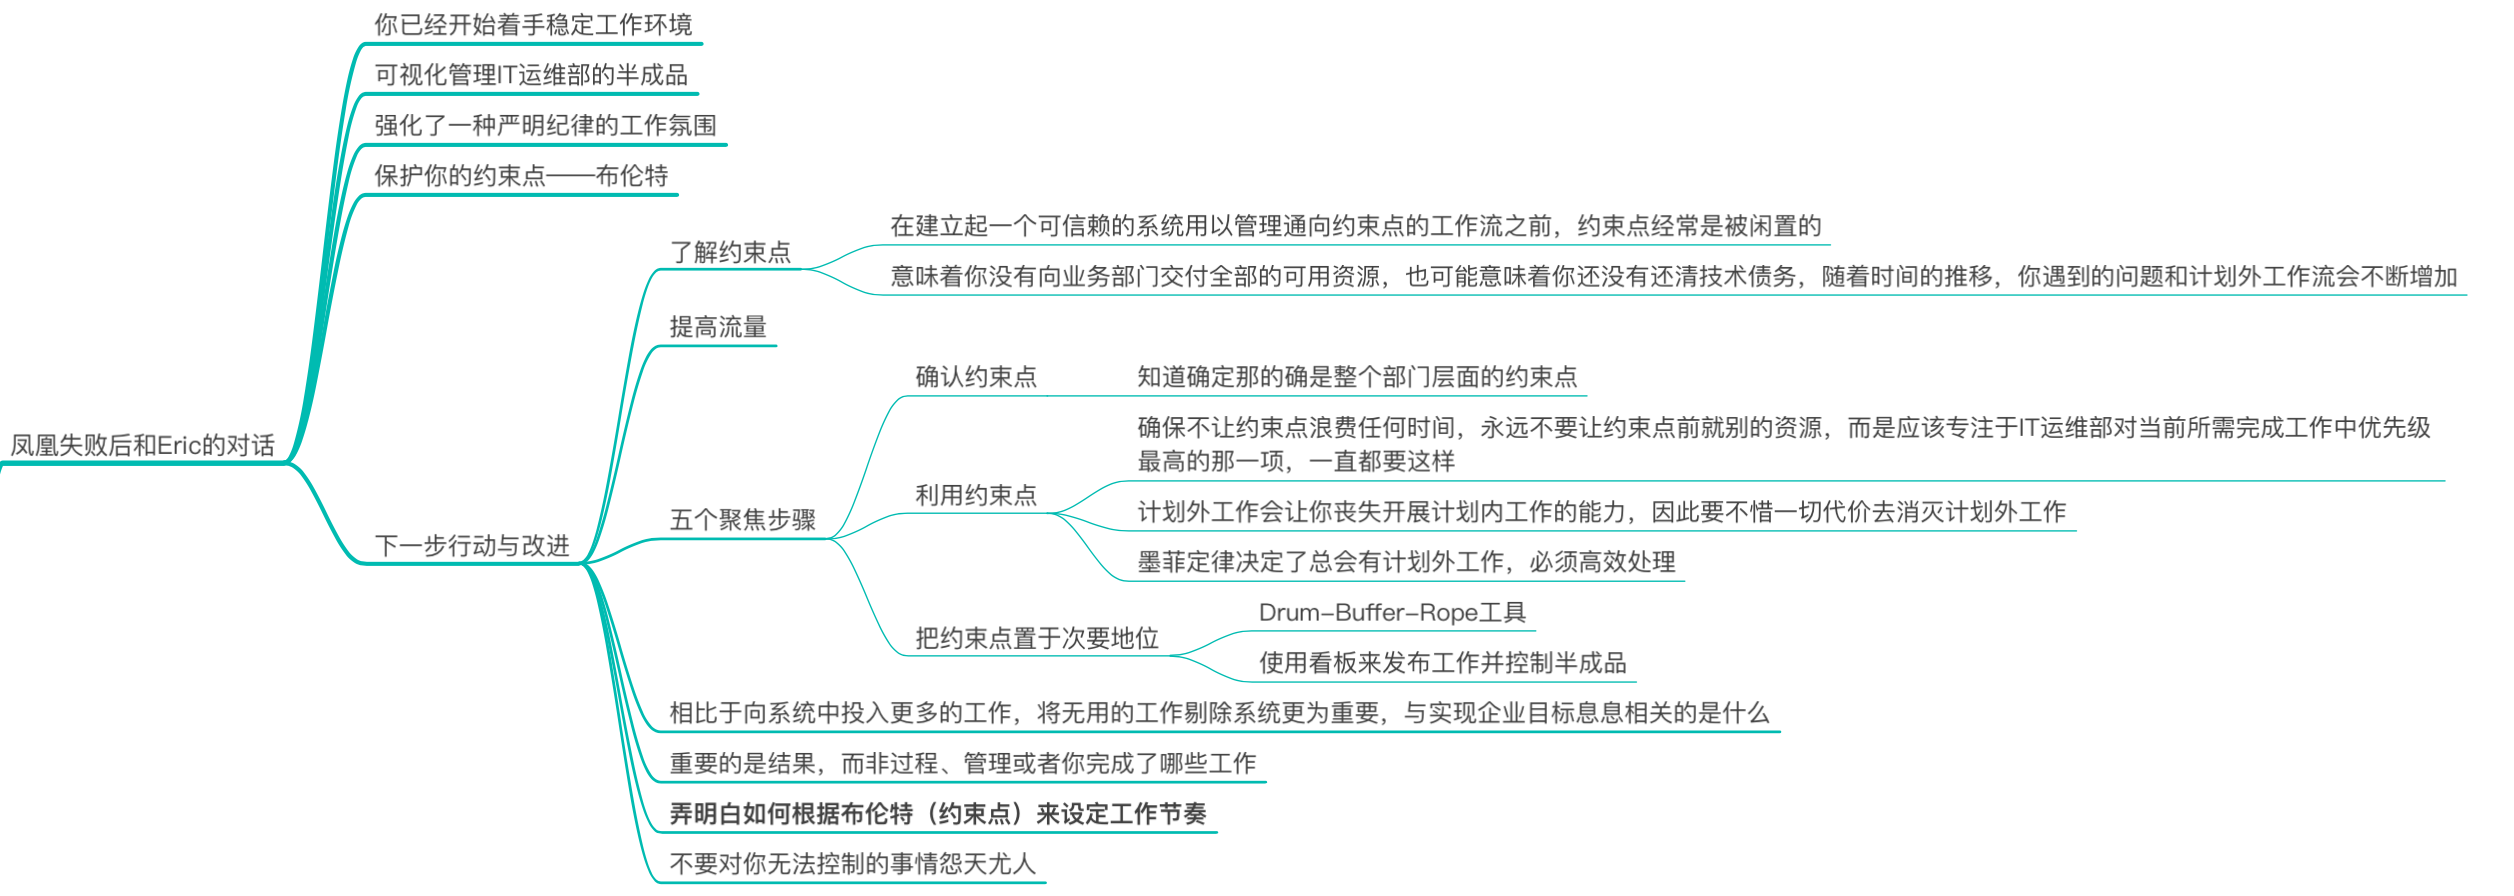 你已经开始着手稳定工作环境
可视化管理IT运维部的半成品
强化了一种严明纪律的工作氛围
保护你的约束点——布伦特
在建立起一个可信赖的系统用以管理通向约束点的工作流之前，约束点经常是被闲置的
了解约束点
意味着你没有向业务部门交付全部的可用资源，也可能意味着你还没有还清技术债务，随着时间的推移，你遇到的问题和计划外工作流会不断增加
提高流量
确认约束点
知道确定那的确是整个部门层面的约束点
确保不让约束点浪费任何时间，永远不要让约束点前就别的资源，而是应该专注于IT运维部对当前所需完成工作中优先级
最高的那一项，一直都要这样
凤凰失败后和Eric的对话
利用约束点
计划外工作会让你丧失开展计划内工作的能力，因此要不惜一切代价去消灭计划外工作
五个聚焦步骤
下一步行动与改进
墨菲定律决定了总会有计划外工作，必须高效处理
Drum-Buffer-Rope工具
把约束点置于次要地位
使用看板来发布工作并控制半成品
相比于向系统中投入更多的工作，将无用的工作剔除系统更为重要，与实现企业目标息息相关的是什么
重要的是结果，而非过程、管理或者你完成了哪些工作
弄明白如何根据布伦特（约束点）来设定工作节奏
不要对你无法控制的事情怨天尤人